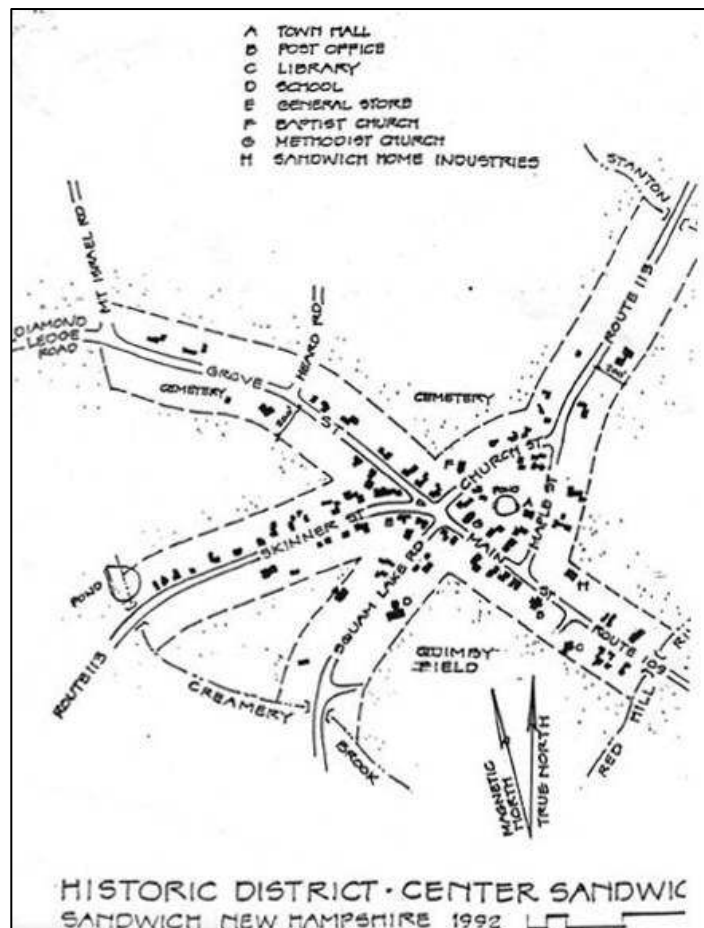 A TOWN HALL
B POST OFFICE
C LIBRARY
D SCHOOL
E GENERAL STORE
F BAPTIST CHURCH
G METHODIST CHURCH
H SANDWICH HOME INDUSTRIES
STANTON
MT ISRAEL RD
ROUTE 113
DIAMOND
LEDGE
ROAD
HEARD RD
GROVE
ST
200'
CEMETERY
CEMETERY
200'
F
CHURCH ST
POND
A
MAPLE ST
SKINNER ST
E
G
MAIN
ST
H
POND
SQUAM LAKE RD
ROUTE 109
ROUTE 113
QUIMBY
FIELD
CREAMERY
BROOK
RED
HILL
MAGNETIC
NORTH
TRUE NORTH
HISTORIC DISTRICT · CENTER SANDWIC
SANDWICH NEW HAMPSHIRE 1992